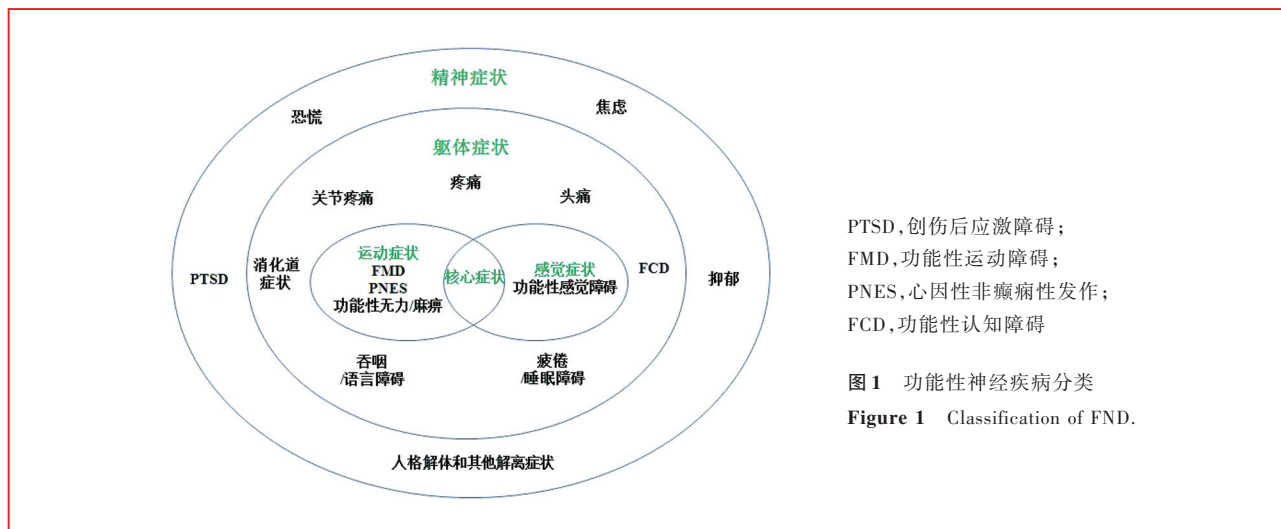 精神症状
恐慌
焦虑
躯体症状
疼痛
关节疼痛
头痛
运动症状
FMD
PNES
功能性无力/麻痹
核心症状
感觉症状
功能性感觉障碍
消化道
症状
FCD
PTSD
抑郁
吞咽
/语言障碍
疲倦
/睡眠障碍
人格解体和其他解离症状
PTSD,创伤后应激障碍；
FMD,功能性运动障碍；
PNES,心因性非癫痫性发作；
FCD,功能性认知障碍
图1 功能性神经疾病分类
Figure 1 Classification of FND.